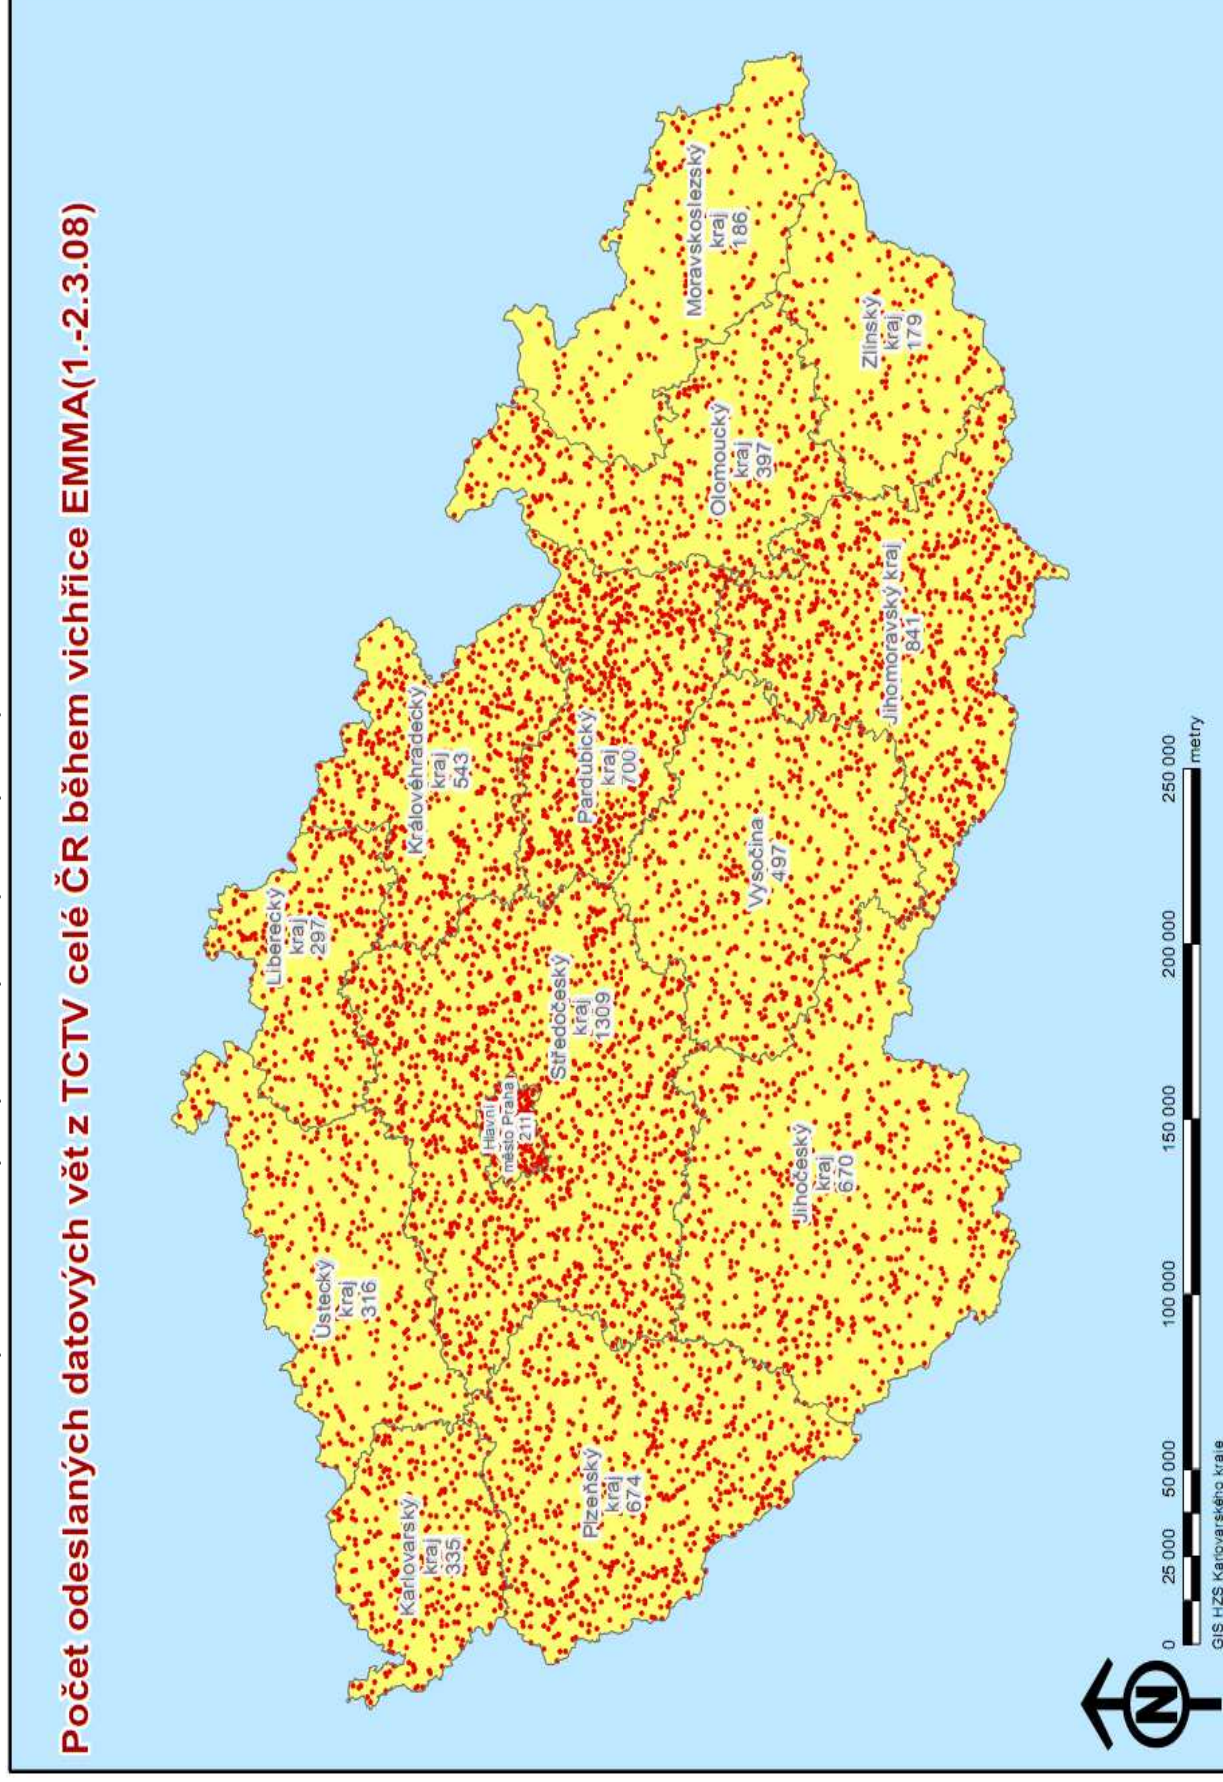 Počet odeslaných datových vět z TCTV celé ČR během vichřice EMMA(1.-2.3.08)
Liberecký
kraj
297
Ústecký
kraj
316
Karlovarský
kraj
335
Královéhradecký
kraj
543
Hlavní
město Praha
211
Středočeský
kraj
1309
Pardubický
kraj
700
Plzeňský
kraj
674
Moravskoslezský
kraj
186
Olomoucký
kraj
397
Vysočina
497
Jihočeský
kraj
670
Zlínský
kraj
179
Jihomoravský kraj
841
0 25 000 50 000 100 000 150 000 200 000 250 000
metry
N
GIS HZS Karlovarského kraje